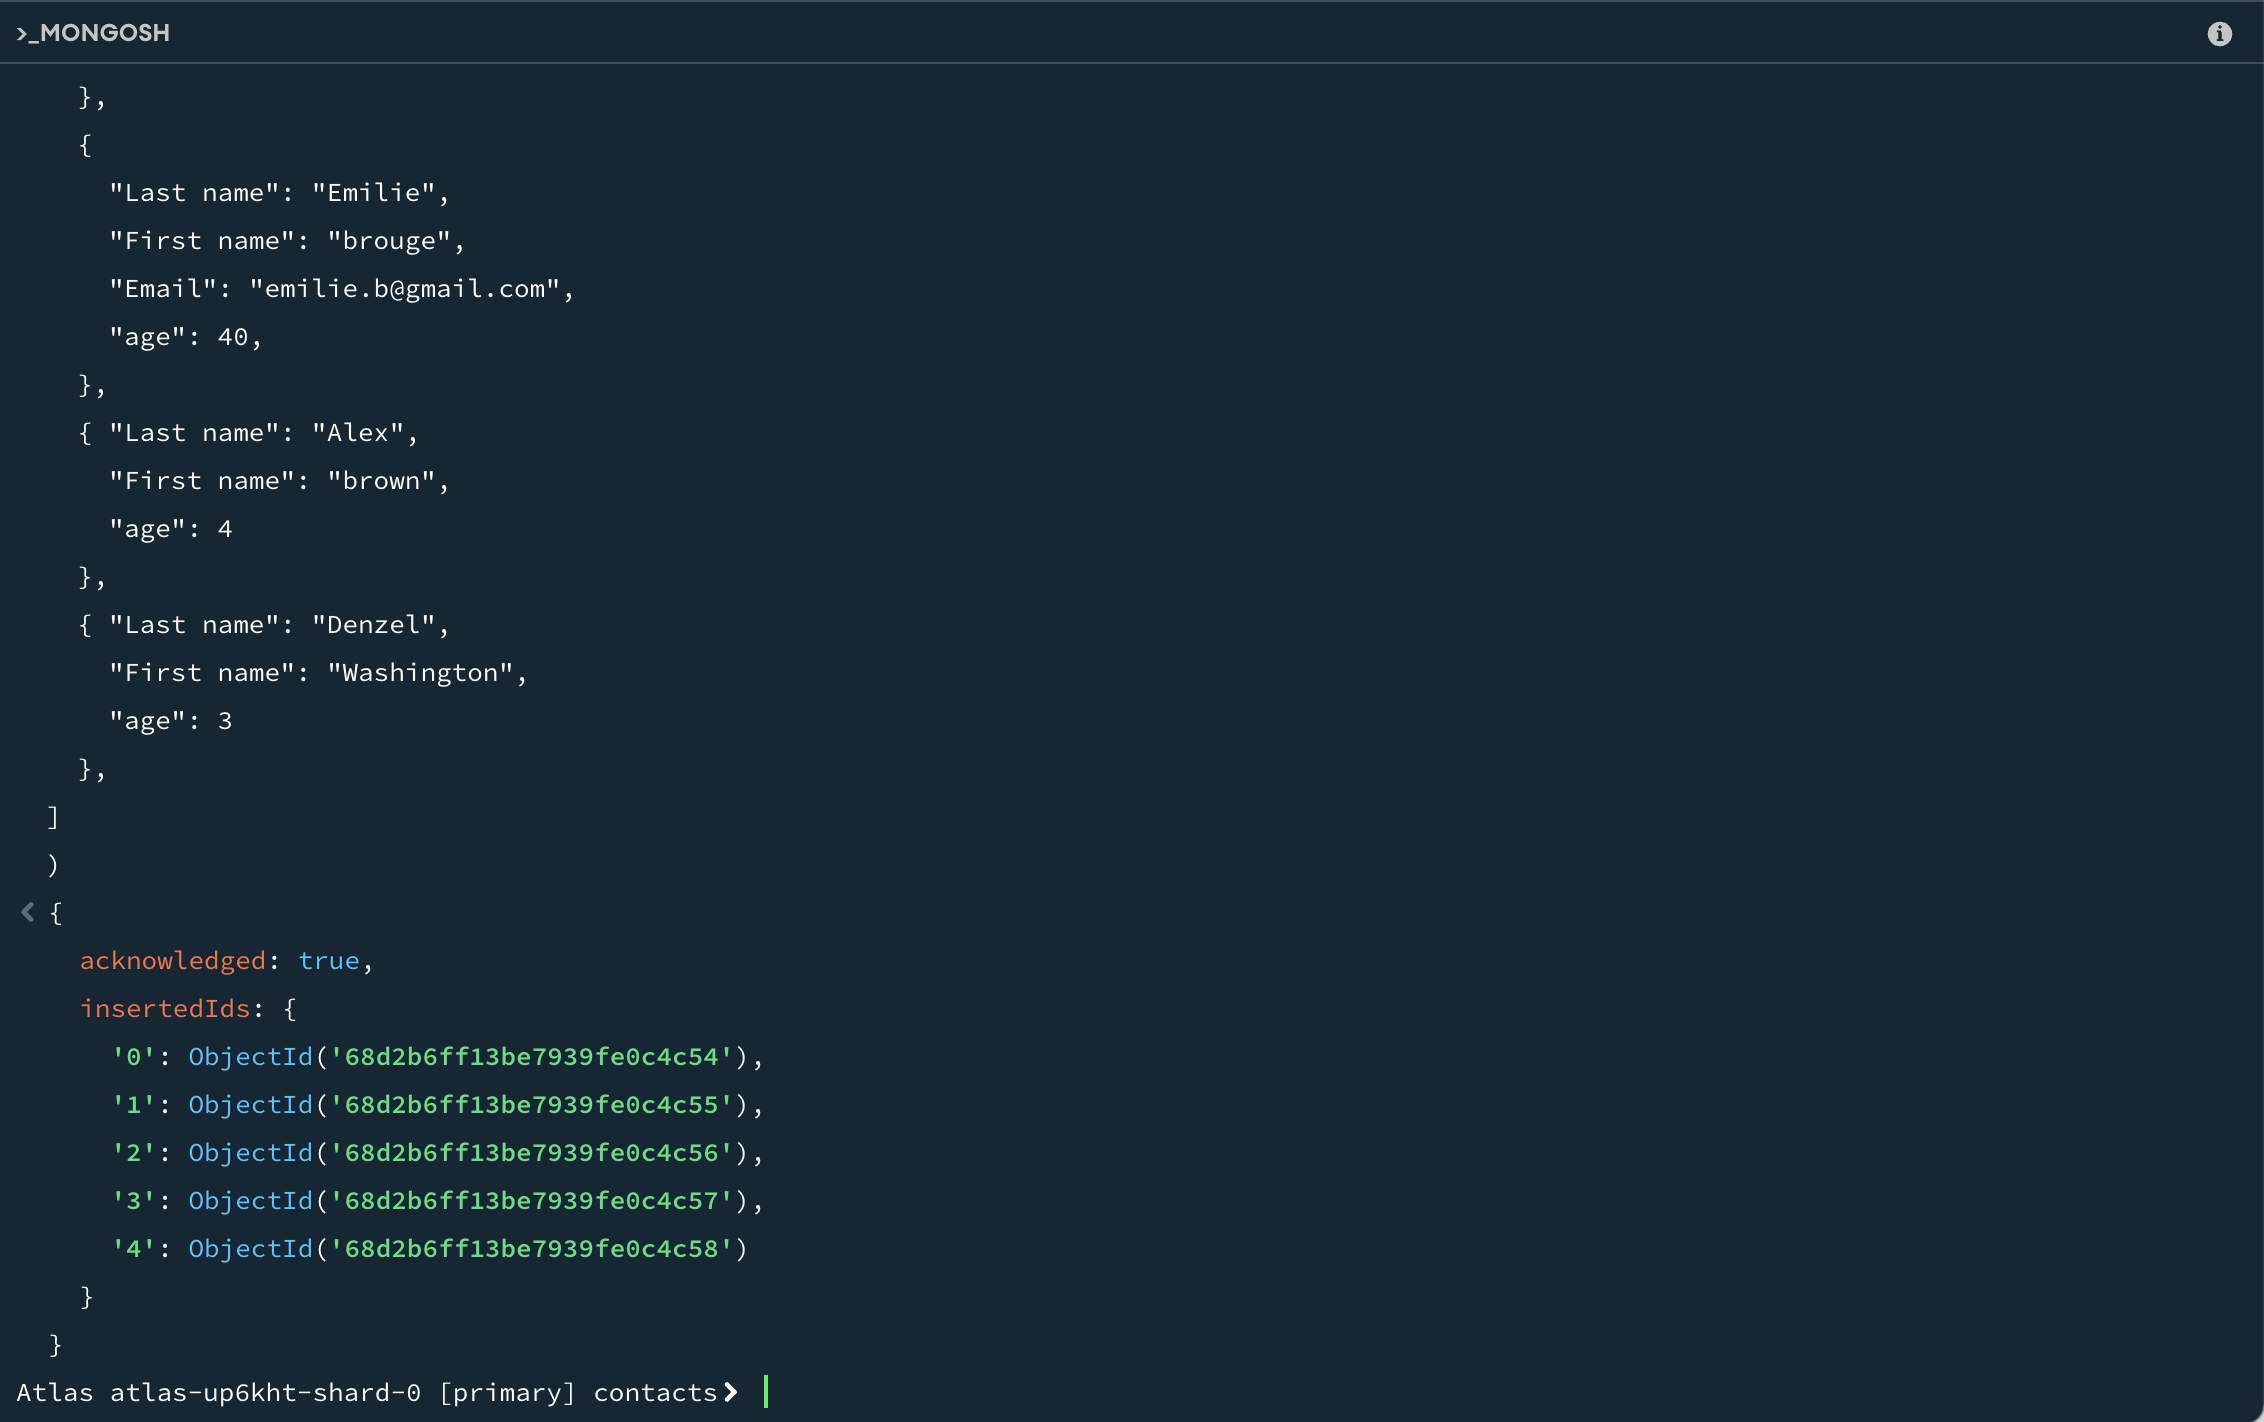 >_MONGOSH
},
{
"Last name": "Emilie",
"First name": "brouge",
"Email": "emilie.b@gmail.com",
"age": 40,
},
{ "Last name": "Alex",
"First name": "brown",
"age": 4
},
{ "Last name": "Denzel",
"First name": "Washington",
"age": 3
},
]
)
{
acknowledged: true,
insertedIds: {
'0': ObjectId('68d2b6ff13be7939fe0c4c54'),
'1': ObjectId('68d2b6ff13be7939fe0c4c55'),
'2': ObjectId('68d2b6ff13be7939fe0c4c56'),
'3': ObjectId('68d2b6ff13be7939fe0c4c57'),
'4': ObjectId('68d2b6ff13be7939fe0c4c58')
}
}
Atlas atlas-up6kht-shard-0 [primary] contacts>